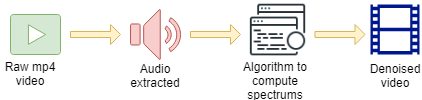 Raw mp4
video
Audio
extracted
Algorithm to
compute
spectrums
Denoised
video